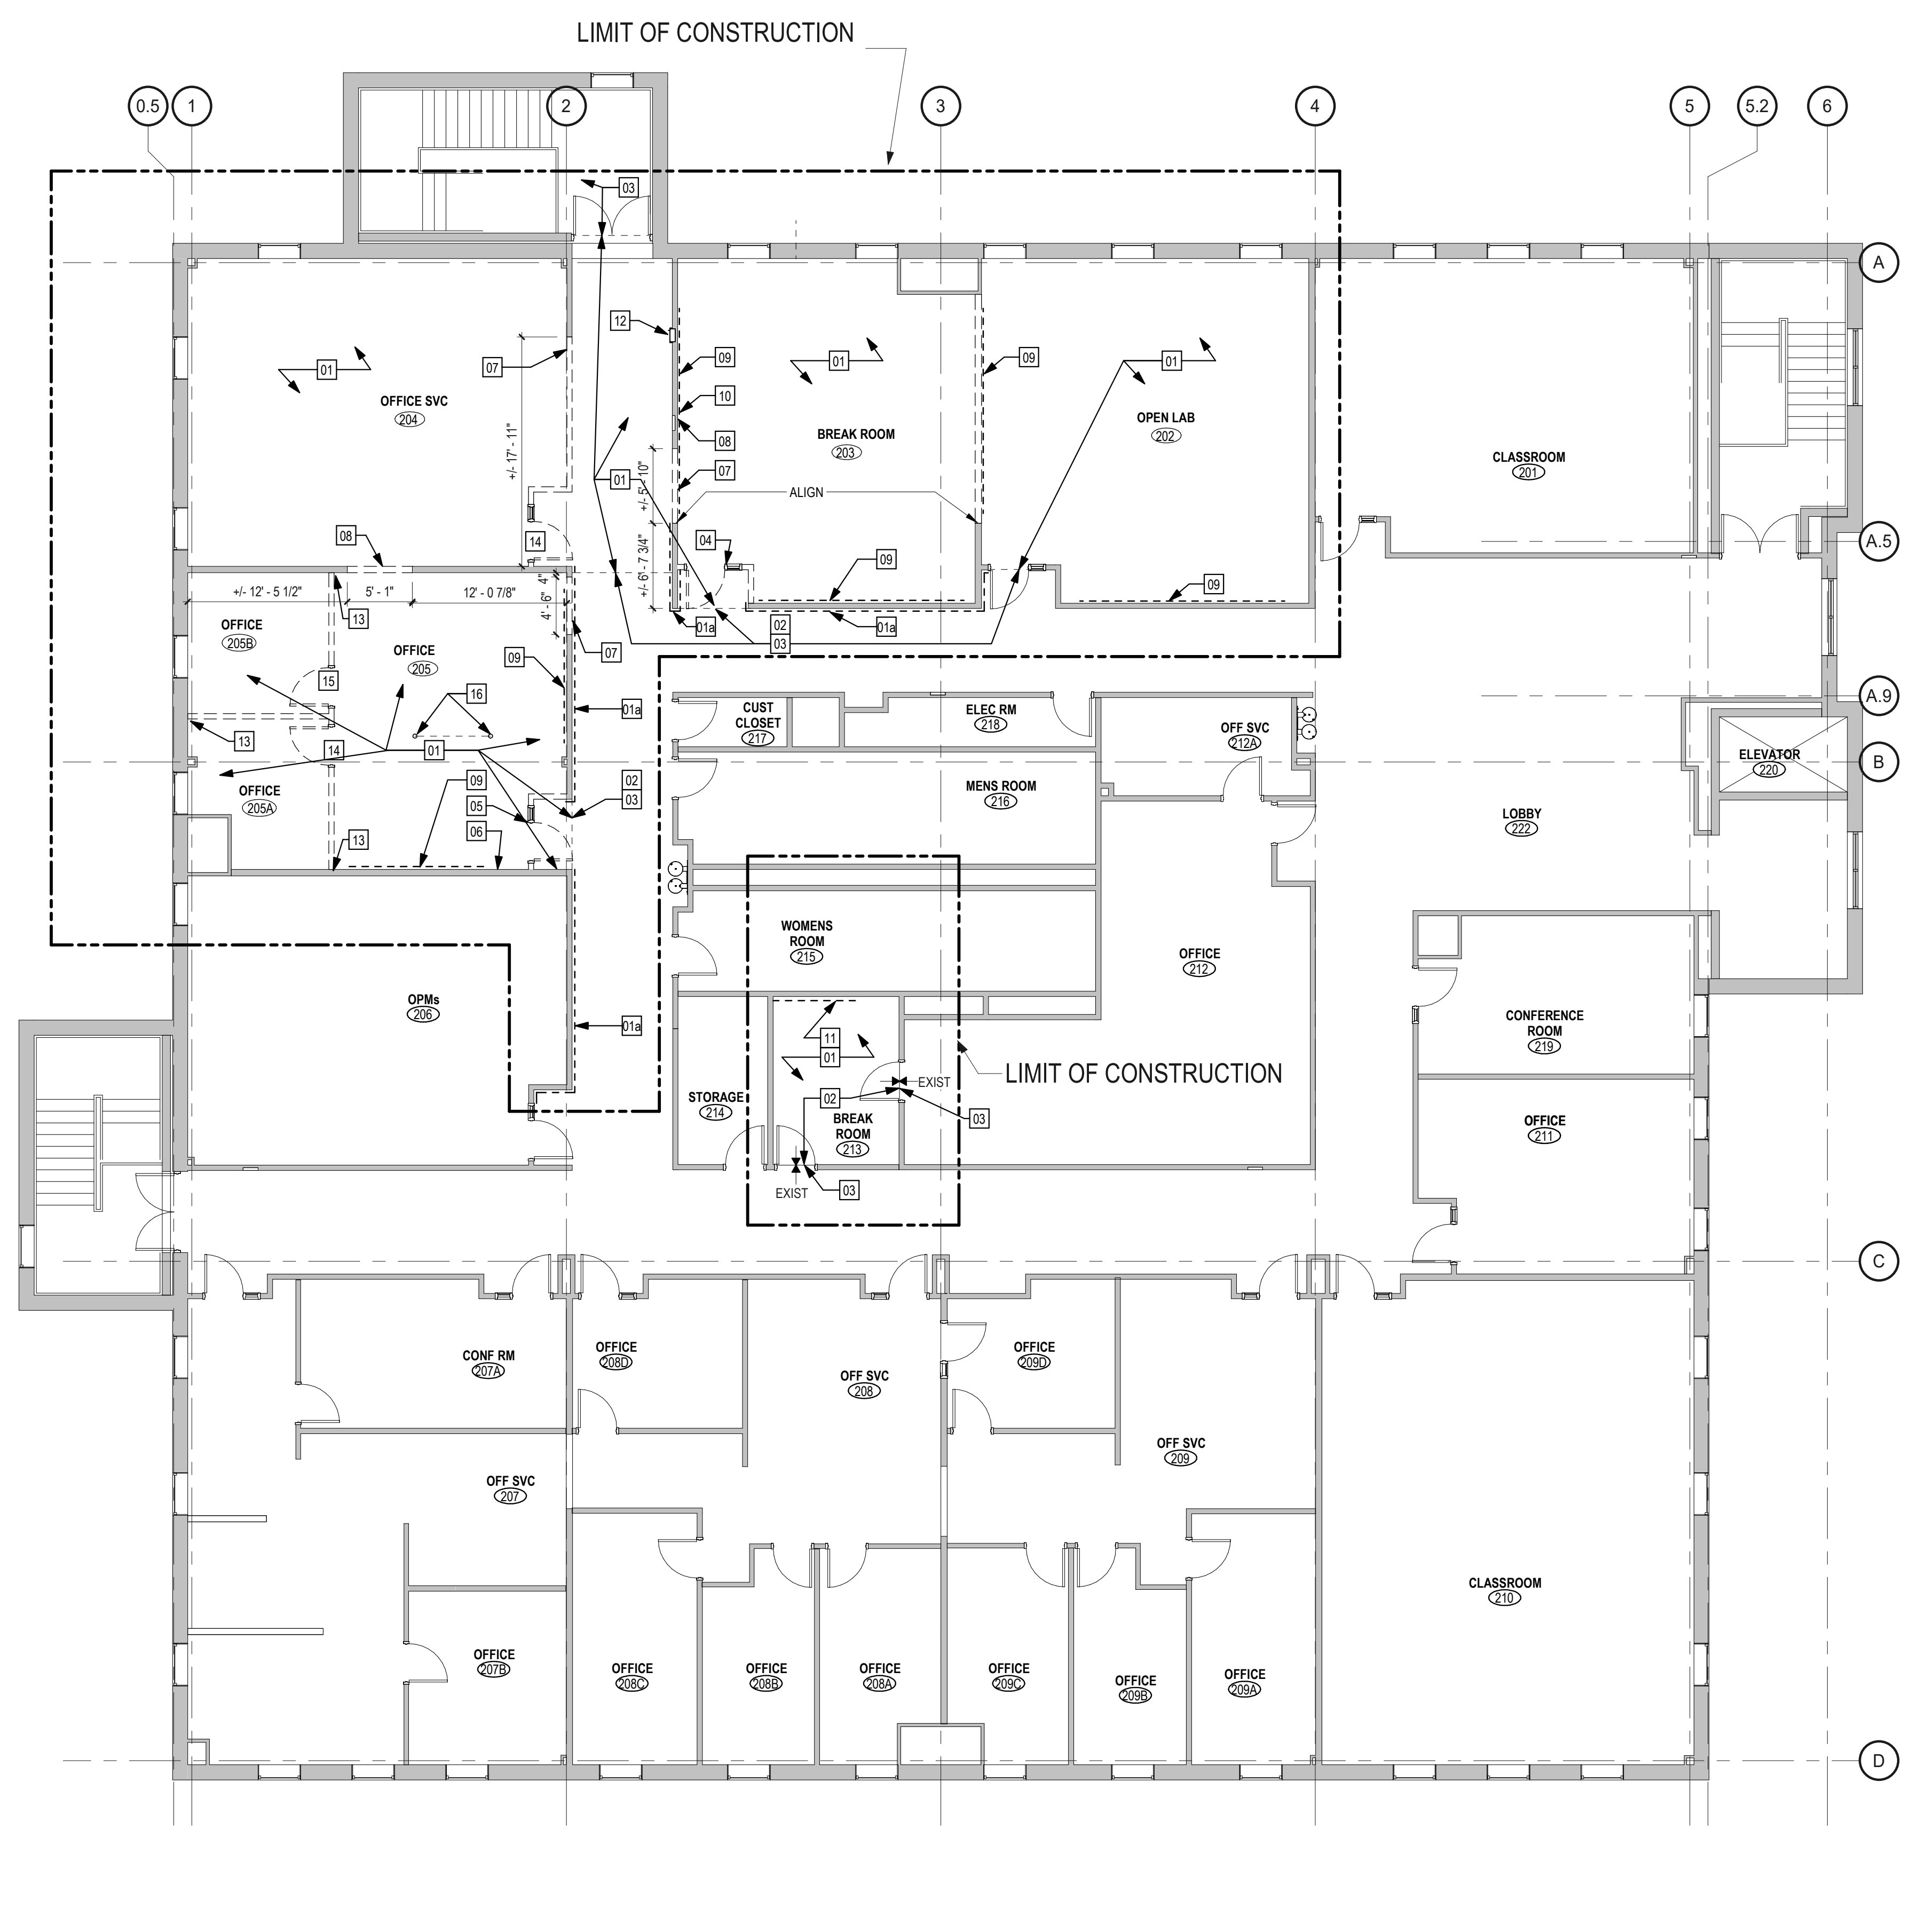 LIMIT OF CONSTRUCTION
0.5
1
2
3
4
5
5.2
6
03
A
12
07
01
09
01
09
01
10
OFFICE SVC
204
08
BREAK ROOM
203
OPEN LAB
202
CLASSROOM
201
+/- 17' - 11"
07
01
+/- 5' - 10"
ALIGN
08
14
04
09
A.5
+/- 6' - 7 3/4"
09
+/- 12' - 5 1/2"
5' - 1"
12' - 0 7/8"
4' - 6"
4"
13
OFFICE
205B
01a
02
03
01a
OFFICE
205
09
07
15
16
01a
A.9
CUST
CLOSET
217
ELEC RM
218
OFF SVC
212A
13
14
01
ELEVATOR
220
B
09
02
03
MENS ROOM
216
OFFICE
205A
05
06
LOBBY
222
13
WOMENS
ROOM
215
OFFICE
212
OPMs
206
01a
11
01
CONFERENCE
ROOM
219
LIMIT OF CONSTRUCTION
EXIST
STORAGE
214
02
03
BREAK
ROOM
213
OFFICE
211
EXIST
03
C
CONF RM
207A
OFFICE
208D
OFF SVC
208
OFFICE
209D
OFF SVC
209
OFF SVC
207
CLASSROOM
210
OFFICE
207B
OFFICE
208C
OFFICE
208B
OFFICE
208A
OFFICE
209C
OFFICE
209B
OFFICE
209A
D